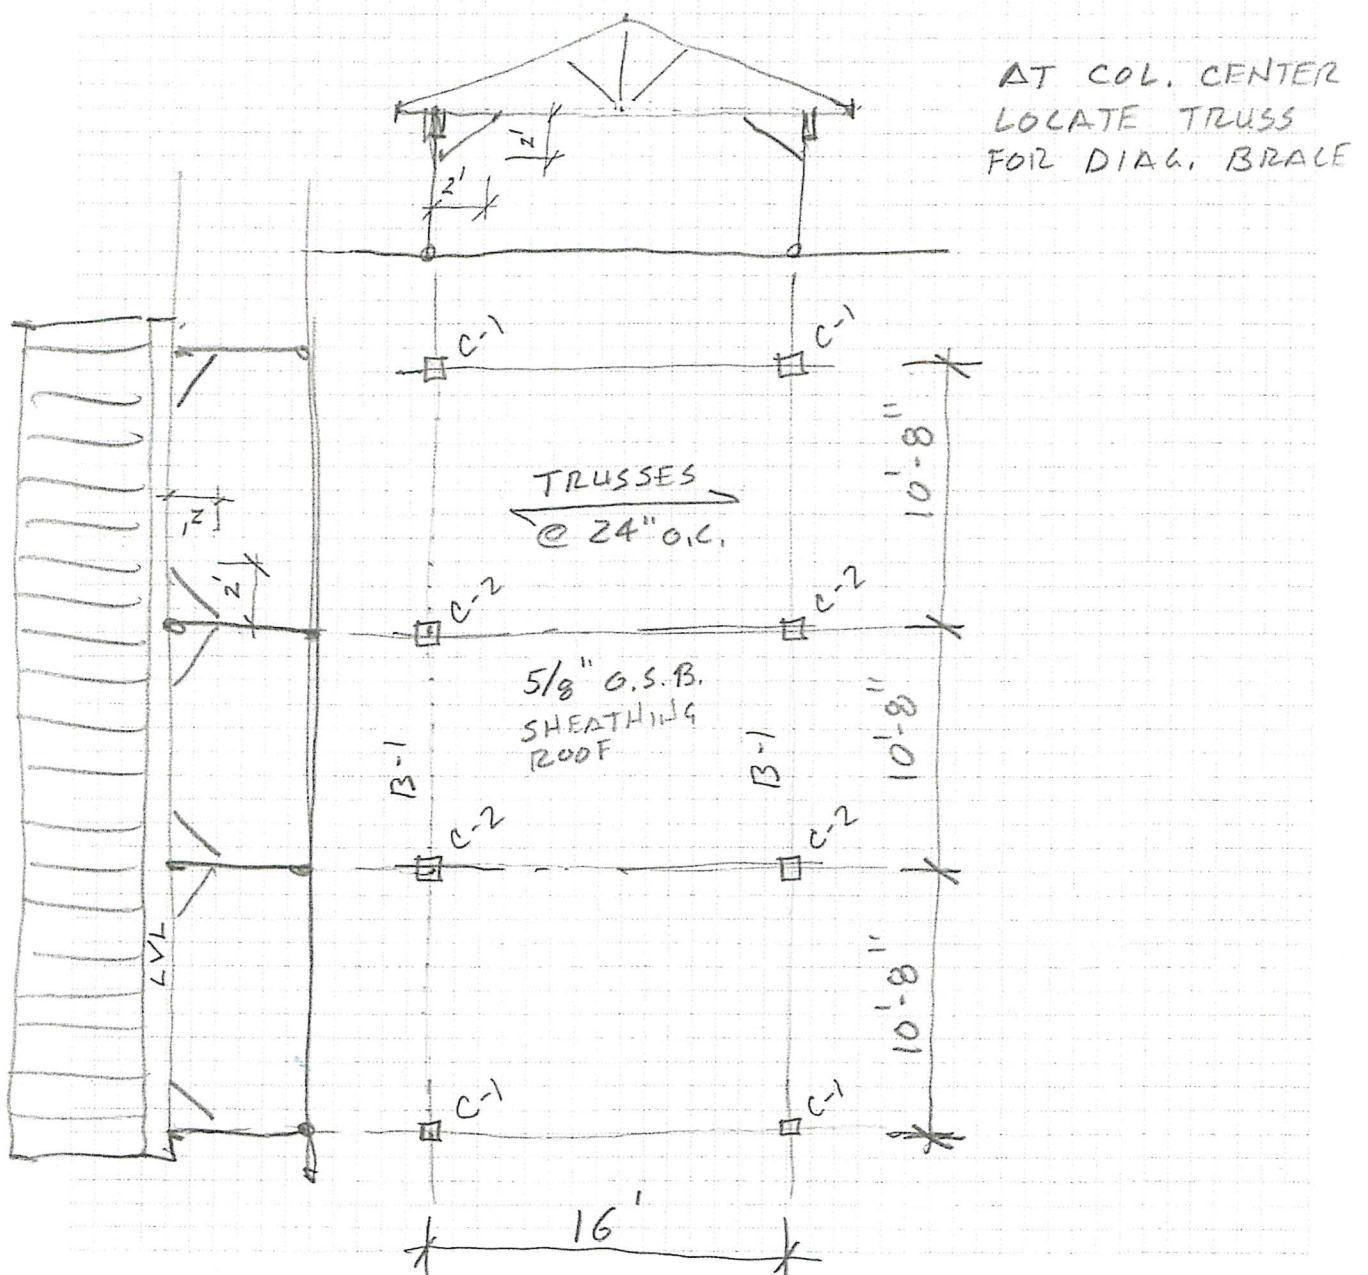 AT COL. CENTER
LOCATE TRUSS
FOR DIAG. BRACE
2'
2'
C-1
C-1
10'-8"
TRUSSES
@ 24" O.C.
2'
2'
C-2
C-2
5/8" O.S.B.
SHEATHING
ROOF
B-1
B-1
10'-8"
C-2
C-2
LVL
10'-8"
C-1
C-1
16'